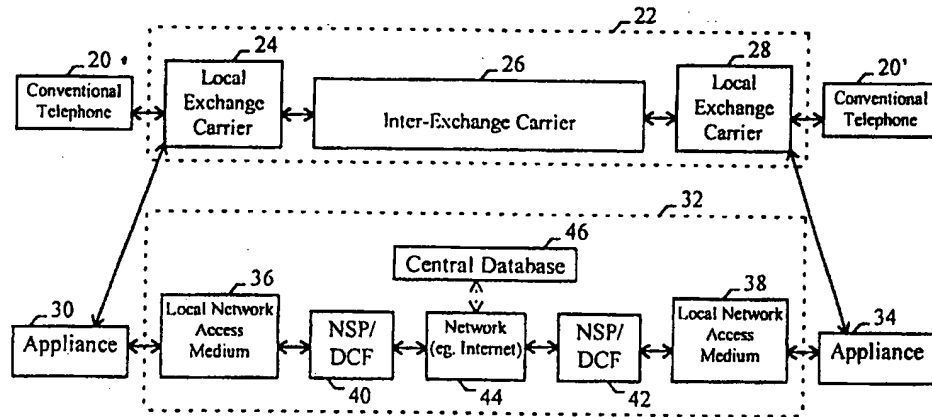 22
24
26
28
20
20'
Conventional
Telephone
Local
Exchange
Carrier
Inter-Exchange Carrier
Local
Exchange
Carrier
Conventional
Telephone
32
46
Central Database
36
38
30
34
Appliance
Local Network
Access
Medium
NSP/
DCF
Network
(eg. Internet)
NSP/
DCF
Local Network
Access
Medium
Appliance
40
44
42